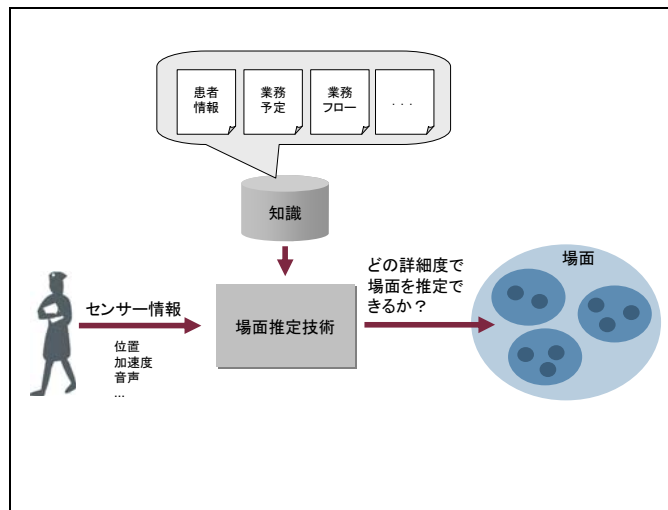 患者
情報
業務
予定
業務
フロー
・・・
知識
どの詳細度で
場面を推定で
きるか？
場面
センサー情報
場面推定技術
位置
加速度
音声
…